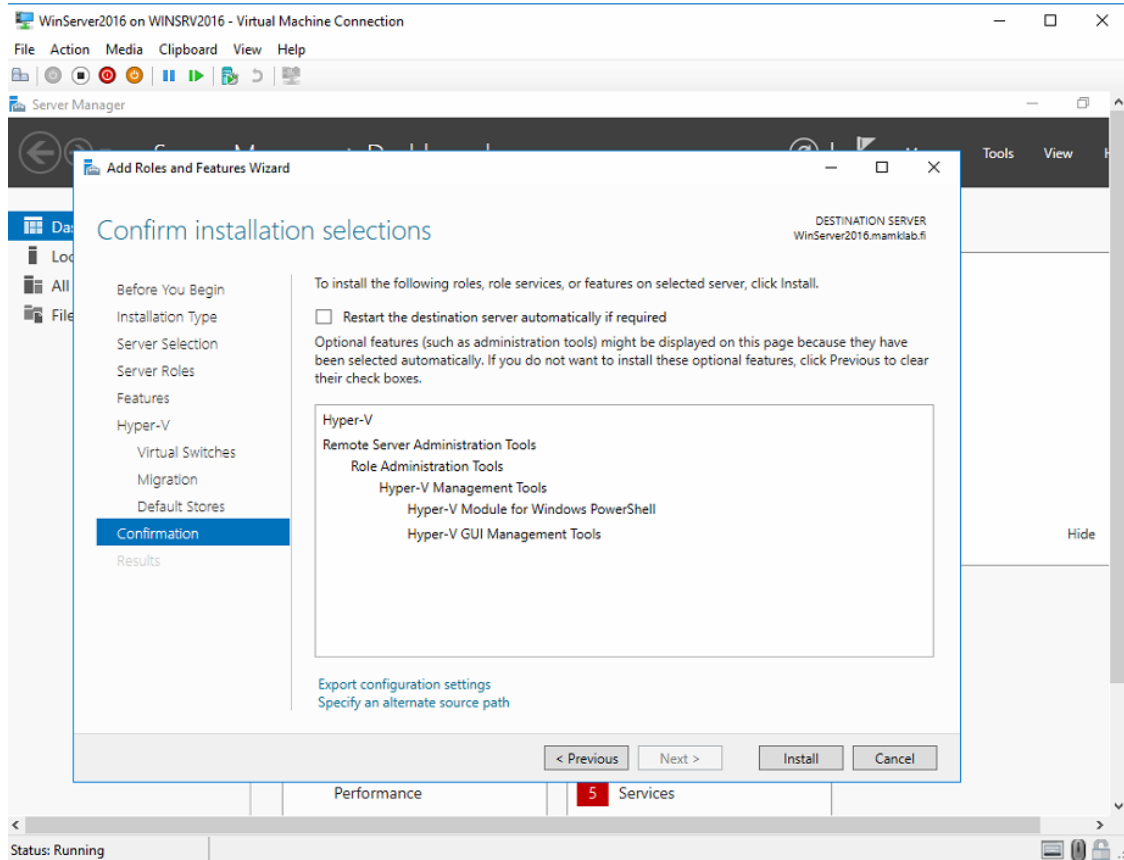 WinServer2016 on WINSRV2016 - Virtual Machine Connection
File Action Media Clipboard View Help
Server Manager
Tools View
Add Roles and Features Wizard
Confirm installation selections
DESTINATION SERVER
WinServer2016.mamklab.fi
Before You Begin
Installation Type
Server Selection
Server Roles
Features
Hyper-V
Virtual Switches
Migration
Default Stores
Confirmation
Results
To install the following roles, role services, or features on selected server, click Install.
Restart the destination server automatically if required
Optional features (such as administration tools) might be displayed on this page because they have
been selected automatically. If you do not want to install these optional features, click Previous to clear
their check boxes.
Hyper-V
Remote Server Administration Tools
Role Administration Tools
Hyper-V Management Tools
Hyper-V Module for Windows PowerShell
Hyper-V GUI Management Tools
Export configuration settings
Specify an alternate source path
< Previous Next > Install Cancel
Hide
All
File
Performance
5 Services
Status: Running